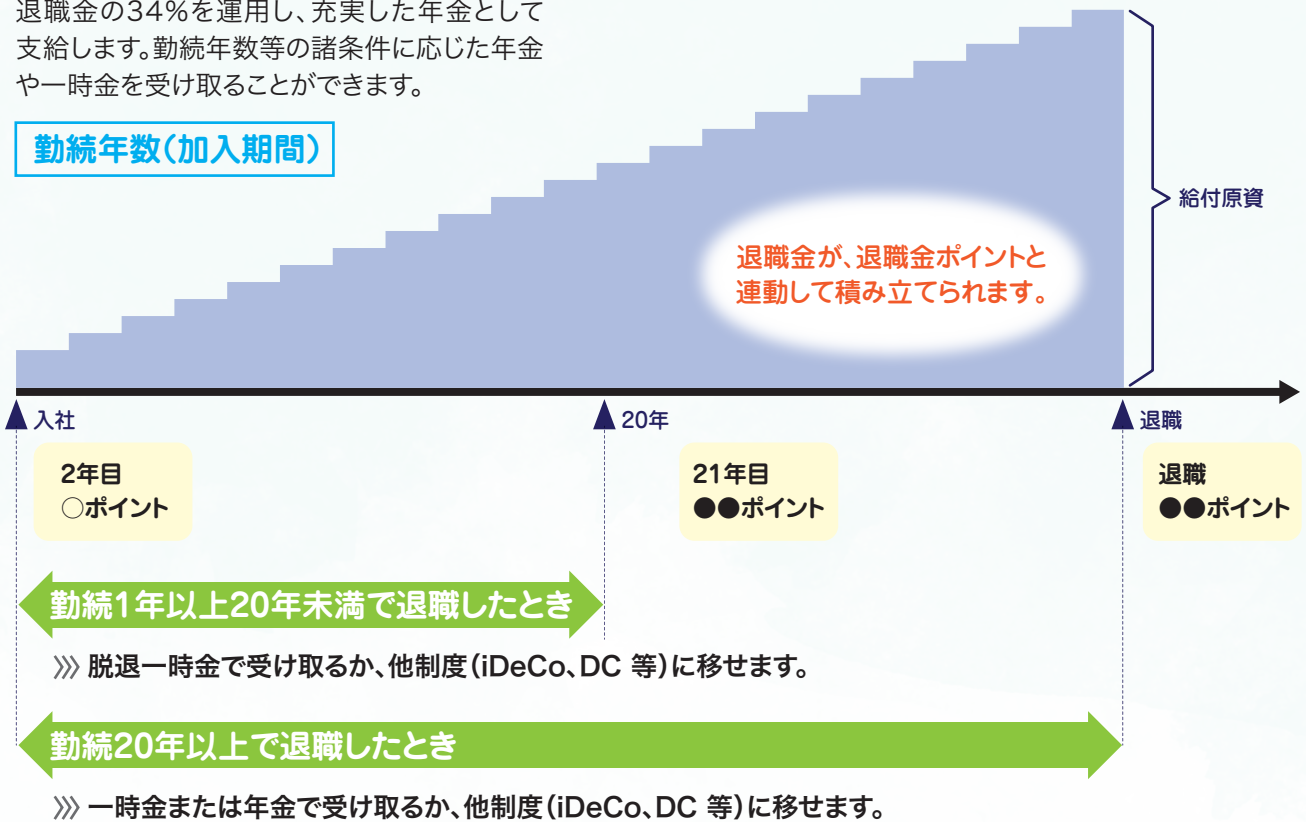 退職金の34％を運用し、充実した年金として
支給します。勤続年数等の諸条件に応じた年金
や一時金を受け取ることができます。
勤続年数（加入期間）
給付原資
退職金が、退職金ポイントと
連動して積み立てられます。
入社
20年
退職
2年目
○ポイント
21年目
●●ポイント
退職
●●ポイント
勤続1年以上20年未満で退職したとき
》》 脱退一時金で受け取るか、他制度（iDeCo、DC 等）に移せます。
勤続20年以上で退職したとき
》》 一時金または年金で受け取るか、他制度（iDeCo、DC 等）に移せます。